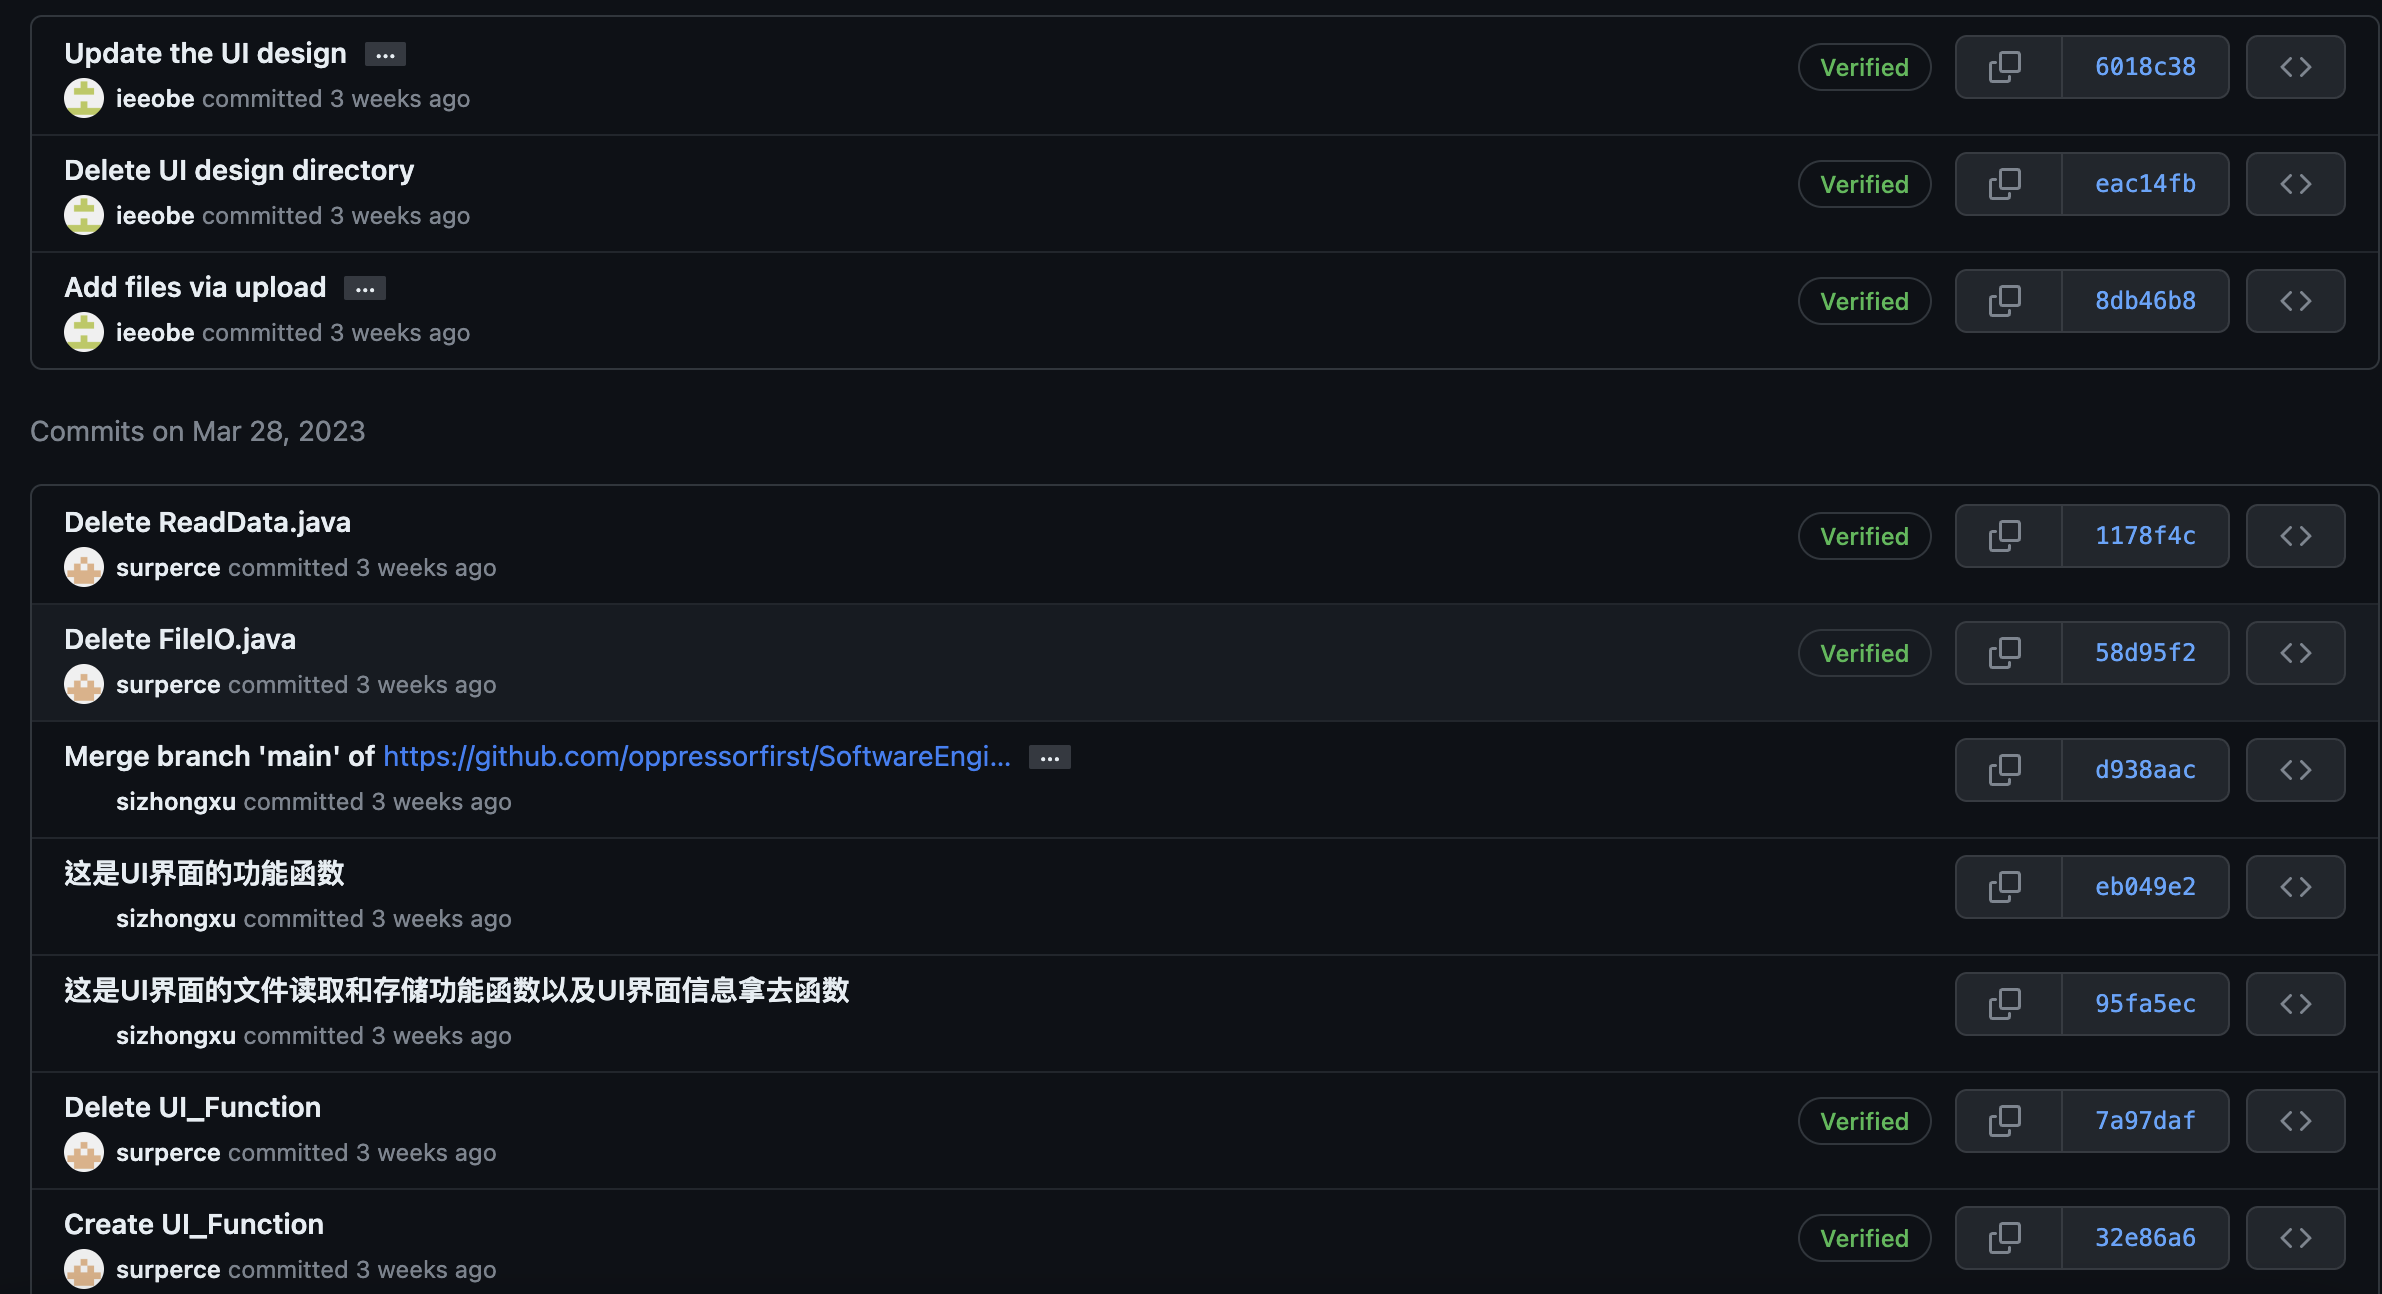 Update the UI design ...
ieeobe committed 3 weeks ago
Verified
6018c38
Delete UI design directory
ieeobe committed 3 weeks ago
Verified
eac14fb
Add files via upload ...
ieeobe committed 3 weeks ago
Verified
8db46b8
Commits on Mar 28, 2023
Delete ReadData.java
surperce committed 3 weeks ago
Verified
1178f4c
Delete FileIO.java
surperce committed 3 weeks ago
Verified
58d95f2
Merge branch 'main' of https://github.com/oppressorfirst/SoftwareEngi... ...
sizhongxu committed 3 weeks ago
d938aac
这是UI界面的功能函数
sizhongxu committed 3 weeks ago
eb049e2
这是UI界面的文件读取和存储功能函数以及UI界面信息拿去函数
sizhongxu committed 3 weeks ago
95fa5ec
Delete UI_Function
surperce committed 3 weeks ago
Verified
7a97daf
Create UI_Function
surperce committed 3 weeks ago
Verified
32e86a6